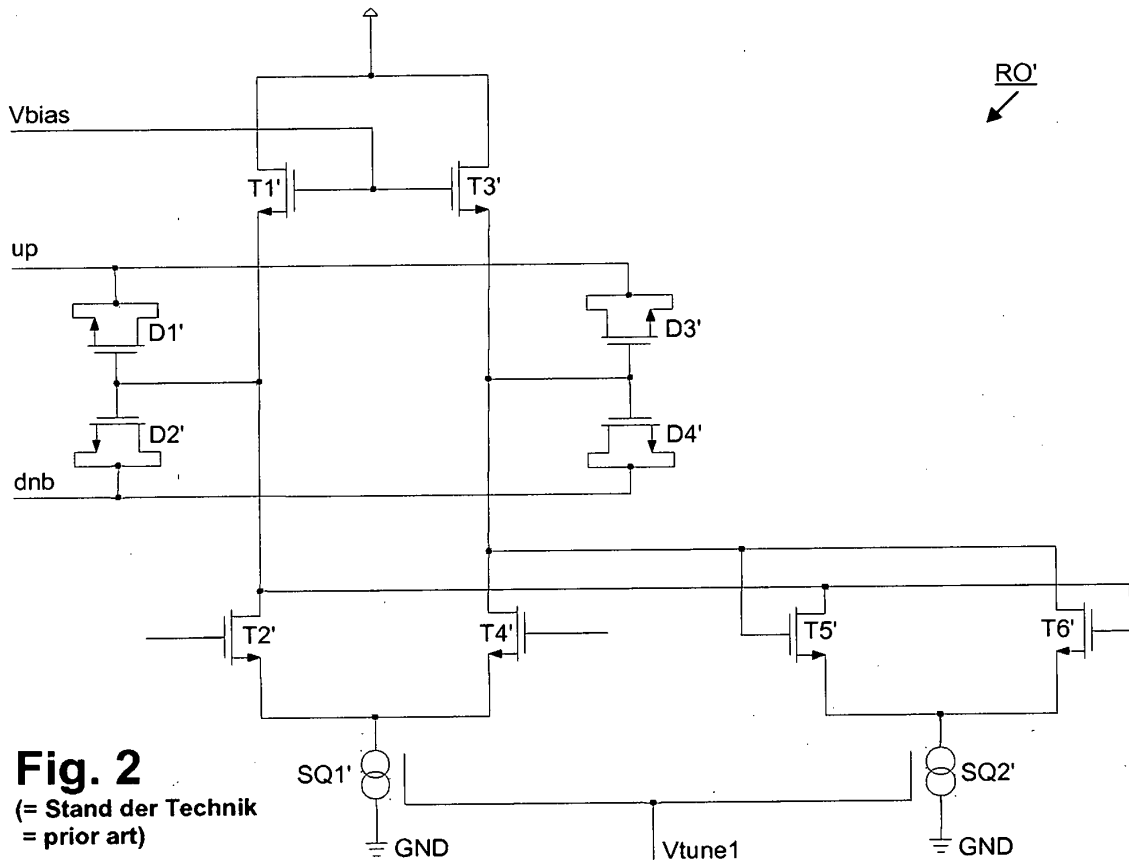 RO'
Vbias
T1'
T3'
up
D1'
D3'
D2'
D4'
dnb
T2'
T4'
T5'
T6'
Fig. 2
(= Stand der Technik
= prior art)
SQ1'
SQ2'
GND
Vtune1
GND